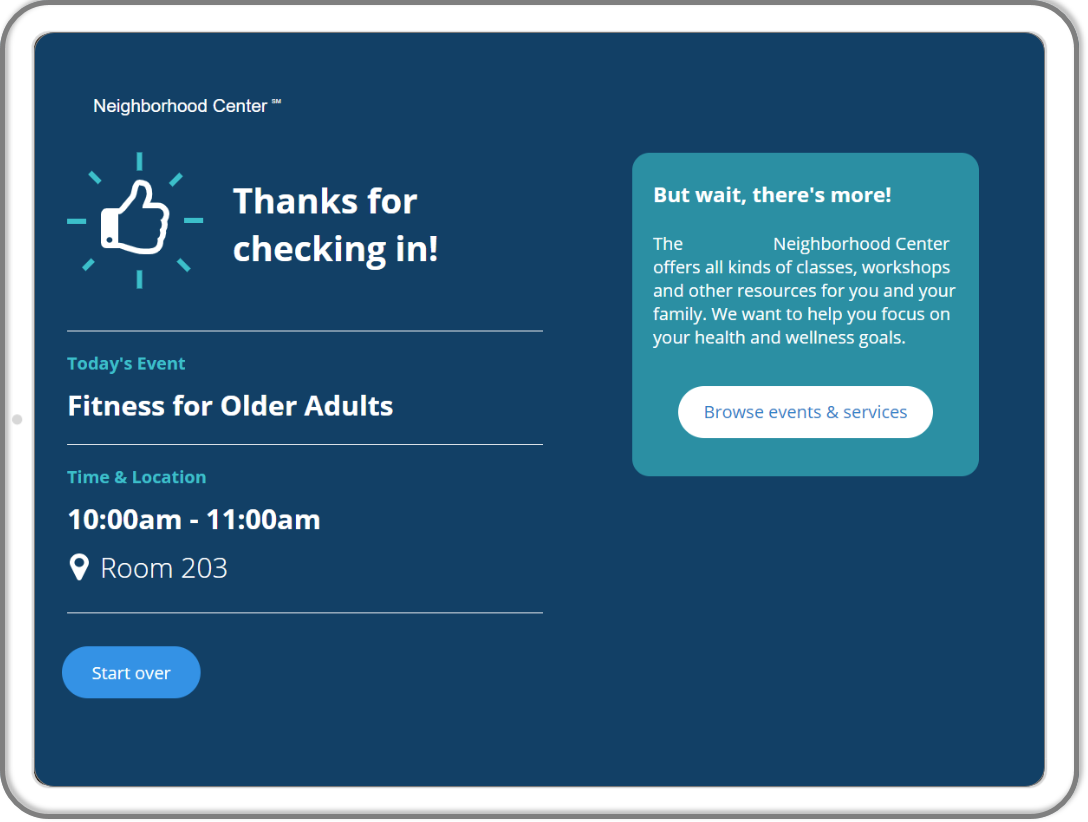 Neighborhood Center ℠
Thanks for
checking in!
Today's Event
Fitness for Older Adults
Time & Location
10:00am - 11:00am
Room 203
Start over
But wait, there's more!
The Neighborhood Center
offers all kinds of classes, workshops
and other resources for you and your
family. We want to help you focus on
your health and wellness goals.
Browse events & services